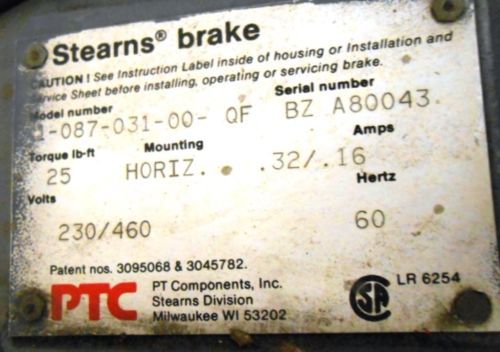 Stearns® brake
CAUTION! See Instruction Label inside of housing or Installation and
Service Sheet before installing, operating or servicing brake.
Model number Serial number
1-087-031-00- QF BZ A80043
Torque lb-ft Mounting Amps
25 HORIZ. .32/.16
Volts Hertz
230/460 60
Patent nos. 3095068 & 3045782.
PTC PT Components, Inc.
Stearns Division
Milwaukee WI 53202
SA LR 6254